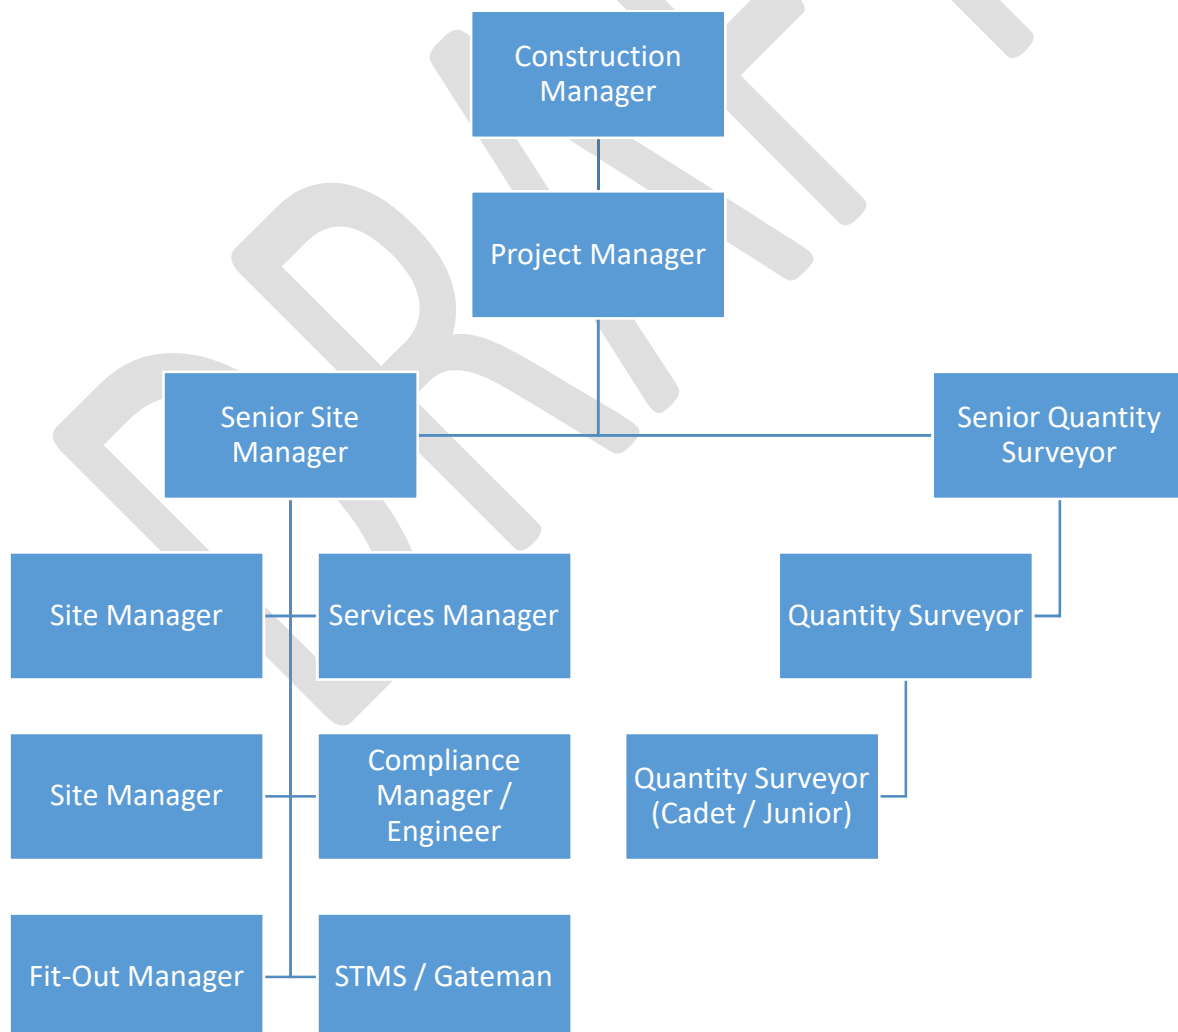 Construction
Manager
Project Manager
Senior Site
Manager
Senior Quantity
Surveyor
Site Manager
Services Manager
Quantity Surveyor
Site Manager
Compliance
Manager /
Engineer
Quantity Surveyor
(Cadet / Junior)
Fit-Out Manager
STMS / Gateman
DRAFT